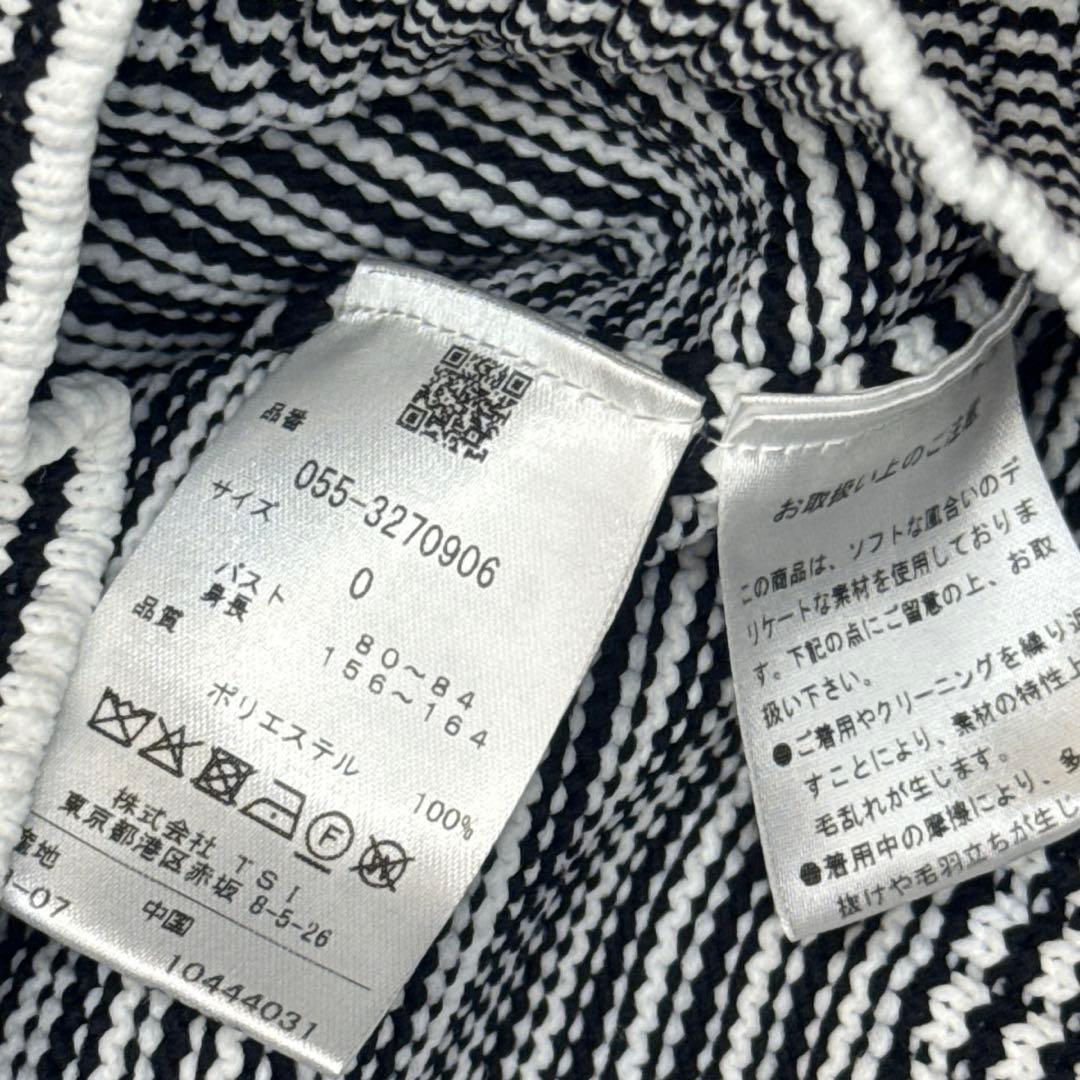 品番
055-3270906
サイズ
0
バスト 80～84
身長 156～164
品質
ポリエステル 100%
F
W
株式会社 TSI
東京都港区赤坂 8-5-26
産地 中国
-07 10444031
お取扱い上のご注意
この商品は、ソフトな風合いのデ
リケートな素材を使用しておりま
す。下記の点にご留意の上、お取
扱い下さい。
●ご着用やクリーニングを繰り返
すことにより、素材の特性上
毛乱れが生じます。
●着用中の摩擦により、多
抜けや毛羽立ちが生じ